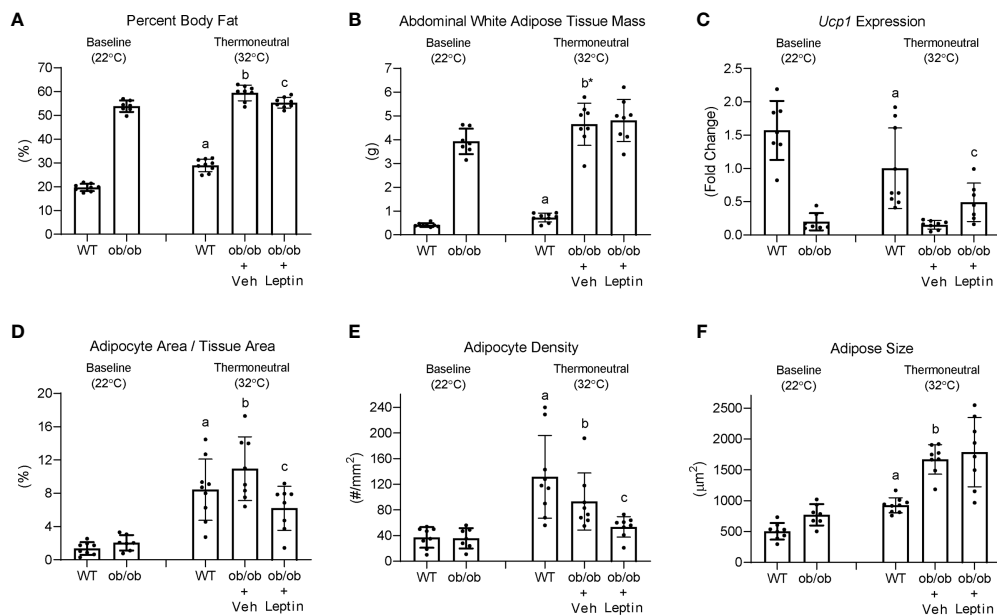 A
Percent Body Fat
Baseline
(22°C)
Thermoneutral
(32°C)
(%)
70
60
50
40
30
20
10
0
a
b
c
WT
ob/ob
WT
ob/ob
+
Veh
ob/ob
+
Leptin
B
Abdominal White Adipose Tissue Mass
Baseline
(22°C)
Thermoneutral
(32°C)
(g)
7
6
5
4
3
2
1
0
a
b*
WT
ob/ob
WT
ob/ob
+
Veh
ob/ob
+
Leptin
C
Ucp1 Expression
Baseline
(22°C)
Thermoneutral
(32°C)
(Fold Change)
2.5
2.0
1.5
1.0
0.5
0.0
a
c
WT
ob/ob
WT
ob/ob
+
Veh
ob/ob
+
Leptin
D
Adipocyte Area / Tissue Area
Baseline
(22°C)
Thermoneutral
(32°C)
(%)
20
16
12
8
4
0
a
b
c
WT
ob/ob
WT
ob/ob
+
Veh
ob/ob
+
Leptin
E
Adipocyte Density
Baseline
(22°C)
Thermoneutral
(32°C)
(#/mm²)
240
200
160
120
80
40
0
a
b
c
WT
ob/ob
WT
ob/ob
+
Veh
ob/ob
+
Leptin
F
Adipose Size
Baseline
(22°C)
Thermoneutral
(32°C)
(μm²)
2500
2000
1500
1000
500
0
a
b
WT
ob/ob
WT
ob/ob
+
Veh
ob/ob
+
Leptin